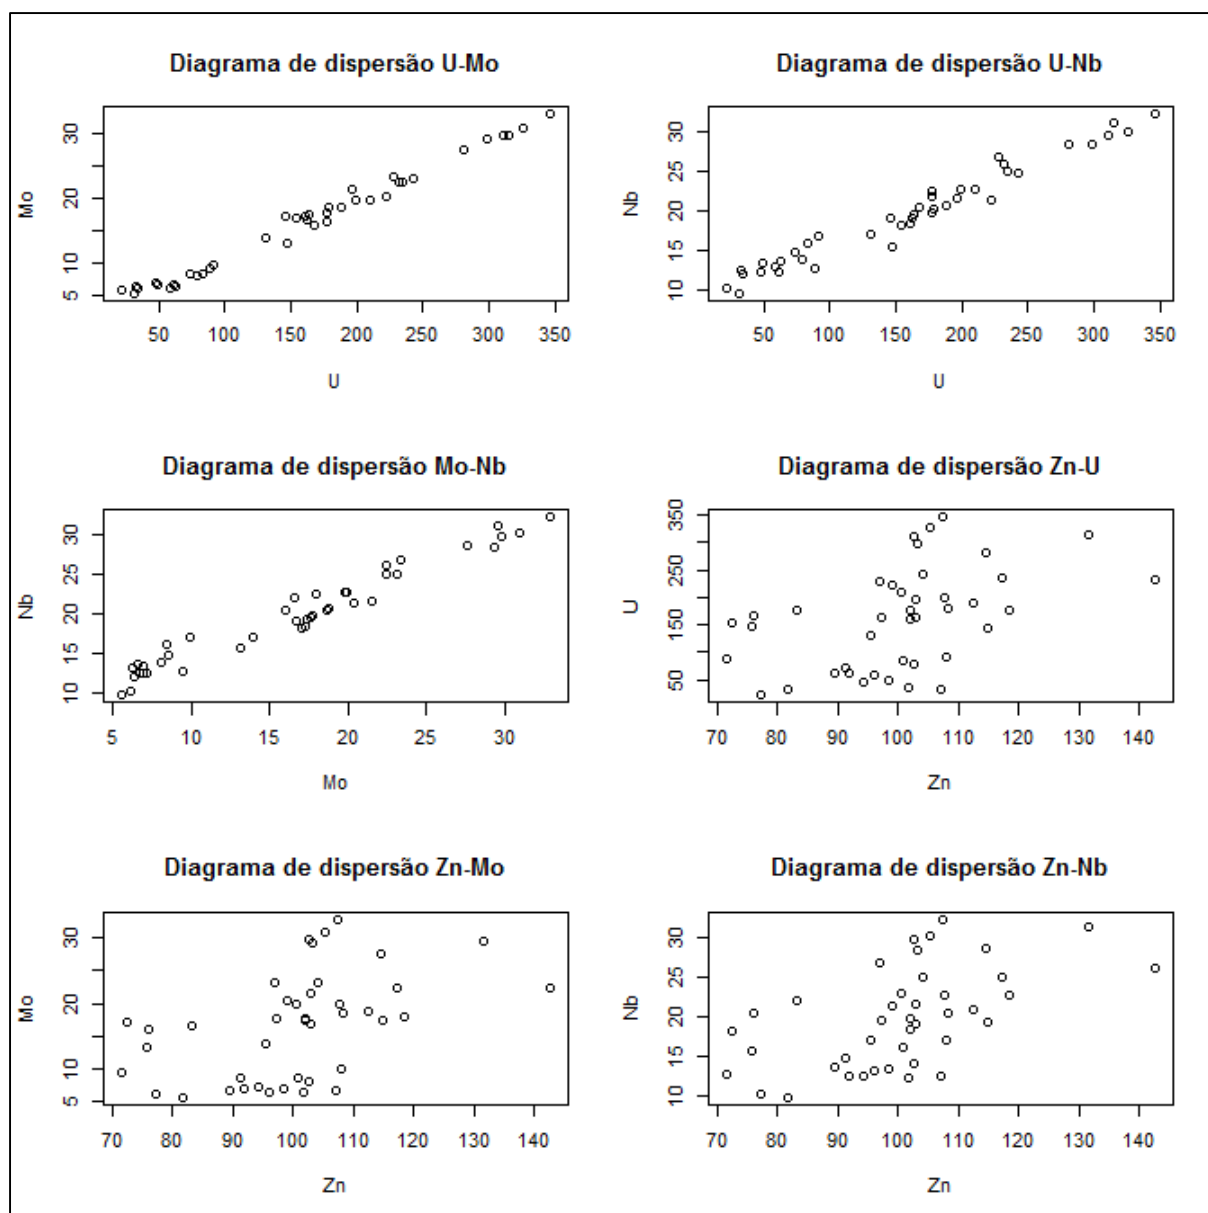 Diagrama de dispersão U-Mo
Mo
5 10 20 30
50 100 150 200 250 300 350
U
Diagrama de dispersão U-Nb
Nb
10 15 20 25 30
50 100 150 200 250 300 350
U
Diagrama de dispersão Mo-Nb
Nb
10 15 20 25 30
5 10 15 20 25 30
Mo
Diagrama de dispersão Zn-U
U
50 150 250 350
70 80 90 100 110 120 130 140
Zn
Diagrama de dispersão Zn-Mo
Mo
5 10 20 30
70 80 90 100 110 120 130 140
Zn
Diagrama de dispersão Zn-Nb
Nb
10 15 20 25 30
70 80 90 100 110 120 130 140
Zn